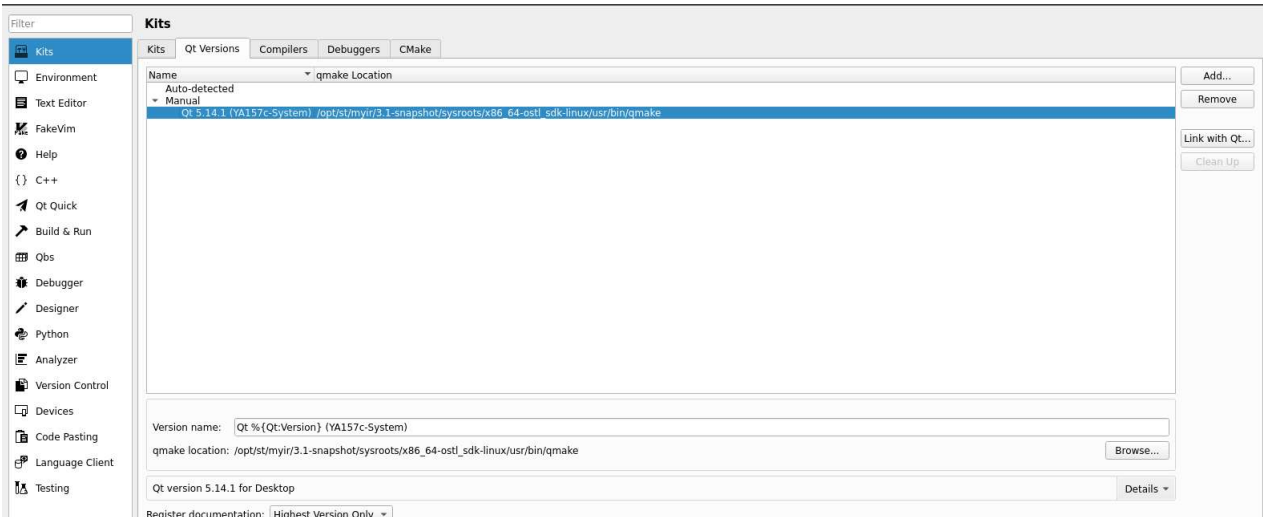 Filter
Kits
Kits
Environment
Text Editor
FakeVim
Help
C++
Qt Quick
Build & Run
Qbs
Debugger
Designer
Python
Analyzer
Version Control
Devices
Code Pasting
Language Client
Testing
Kits Qt Versions Compilers Debuggers CMake
Name qmake Location
Auto-detected
Manual
Qt 5.14.1 (YA157c-System) /opt/st/myir/3.1-snapshot/sysroots/x86_64-ostl_sdk-linux/usr/bin/qmake
Add...
Remove
Link with Qt...
Clean Up
Version name: Qt %{Qt:Version} (YA157c-System)
qmake location: /opt/st/myir/3.1-snapshot/sysroots/x86_64-ostl_sdk-linux/usr/bin/qmake Browse...
Qt version 5.14.1 for Desktop Details
Register documentation: Highest Version Only